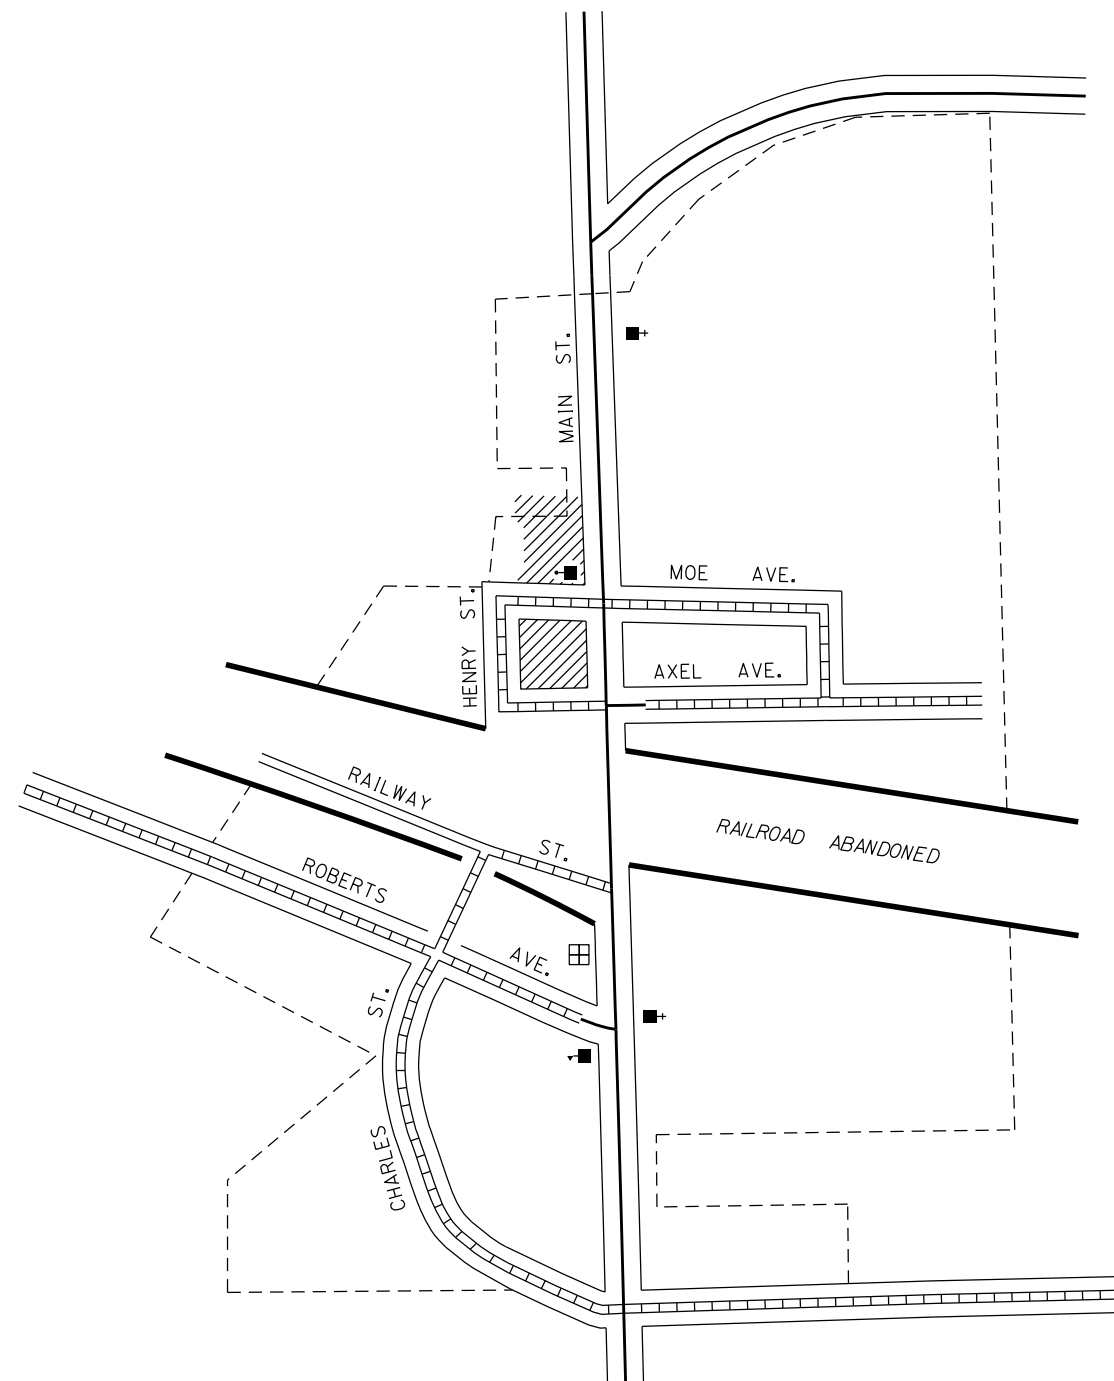 MAIN ST.
MOE AVE.
HENRY ST.
AXEL AVE.
RAILWAY ST.
RAILROAD ABANDONED
ROBERTS AVE.
CHARLES ST.